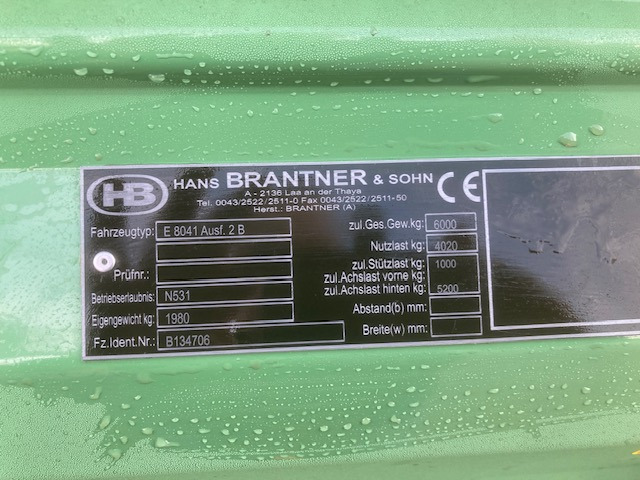 HB HANS BRANTNER & SOHN CE
A - 2136 Laa an der Thaya
Tel. 0043/2522/2511-0 Fax 0043/2522/2511-50
Herst.: BRANTNER (A)
Fahrzeugtyp: E 8041 Ausf. 2 B
Prüfnr.:
Betriebserlaubnis: N531
Eigengewicht kg: 1980
Fz.Ident.Nr.: B134706
zul.Ges.Gew.kg: 6000
Nutzlast kg: 4020
zul.Stützlast kg: 1000
zul.Achslast vorne kg:
zul.Achslast hinten kg: 5200
Abstand(b) mm:
Breite(w) mm: